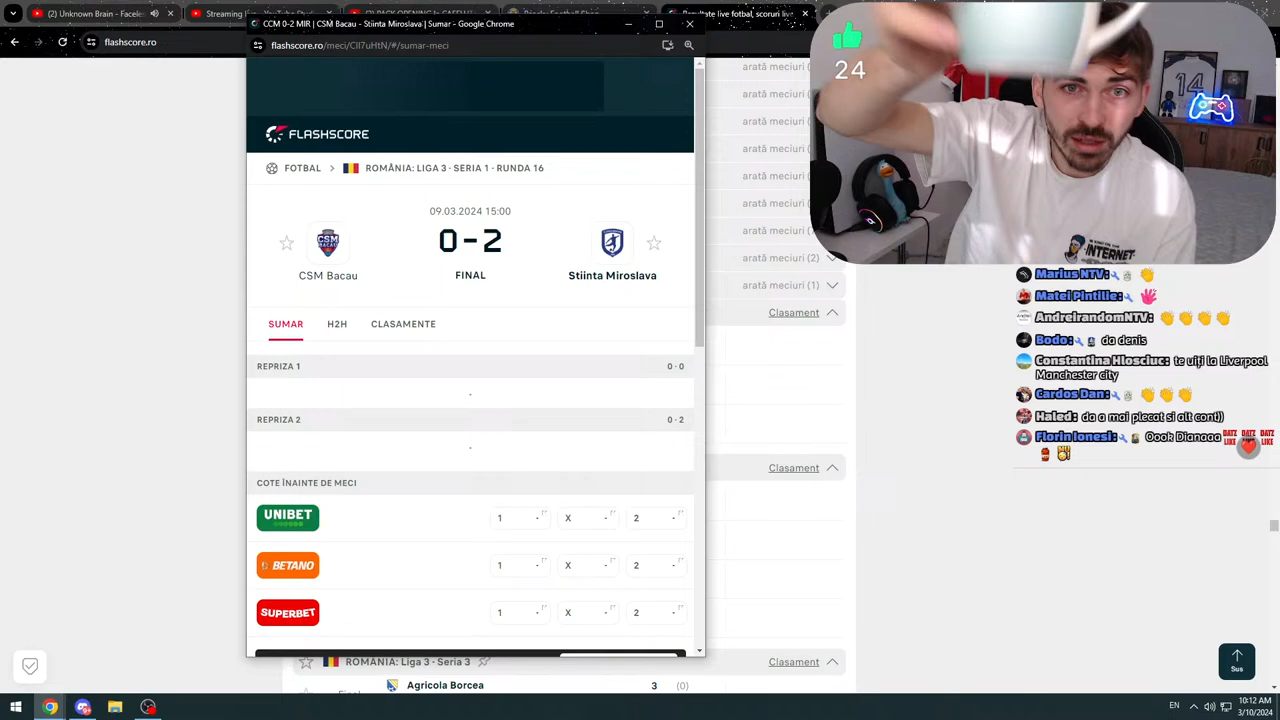 (2) Unknown Brain - Faceles
Streaming
CCM 0-2 MIR | CSM Bacau - Stiinta Miroslava | Sumar - Google Chrome
flashscore.ro
flashscore.ro/meci/CII7uHtN/#/sumar-meci
24
14
FLASHSCORE
FOTBAL > ROMÂNIA: LIGA 3 - SERIA 1 - RUNDA 16
09.03.2024 15:00
0-2
CSM Bacau
FINAL
Stiinta Miroslava
SUMAR H2H CLASAMENTE
REPRIZA 1 0 - 0
-
REPRIZA 2 0 - 2
-
COTE ÎNAINTE DE MECI
UNIBET 1 - X - 2 -
BETANO 1 - X - 2 -
SUPERBET 1 - X - 2 -
arată meciuri
arată meciuri
arată meciuri
arată meciuri
arată meciuri
arată meciuri
arată meciuri
arată meciuri (2)
arată meciuri (1)
Clasament
Clasament
ROMÂNIA: Liga 3 - Seria 3 Clasament
Final Agricola Borcea 3 (0)
INTERNET
Marius NTV:
Matei Pintilie:
AndreirandomNTV:
Bodo: da denis
Constantina Hlosciuc: te uiți la Liverpool
Manchester city
Cardos Dan:
Haled: da a mai plecat si alt cont))
Florin Ionesi: Oook Dianaaa
Sus
EN
10:12 AM
3/10/2024